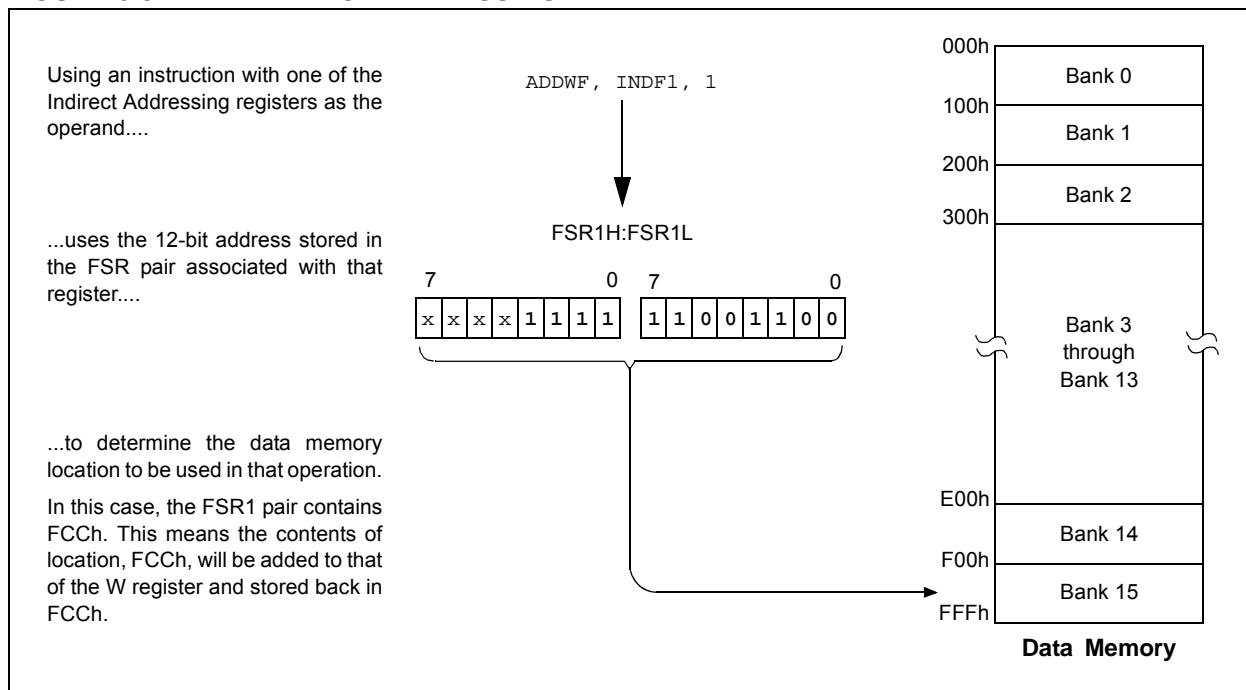 Using an instruction with one of the
Indirect Addressing registers as the
operand....
ADDWF, INDF1, 1
...uses the 12-bit address stored in
the FSR pair associated with that
register....
FSR1H:FSR1L
7 0 7 0
x x x x 1 1 1 1 1 1 0 0 1 1 0 0
...to determine the data memory
location to be used in that operation.
In this case, the FSR1 pair contains
FCCh. This means the contents of
location, FCCh, will be added to that
of the W register and stored back in
FCCh.
000h
Bank 0
100h
Bank 1
200h
Bank 2
300h
Bank 3
through
Bank 13
E00h
Bank 14
F00h
Bank 15
FFFh
Data Memory